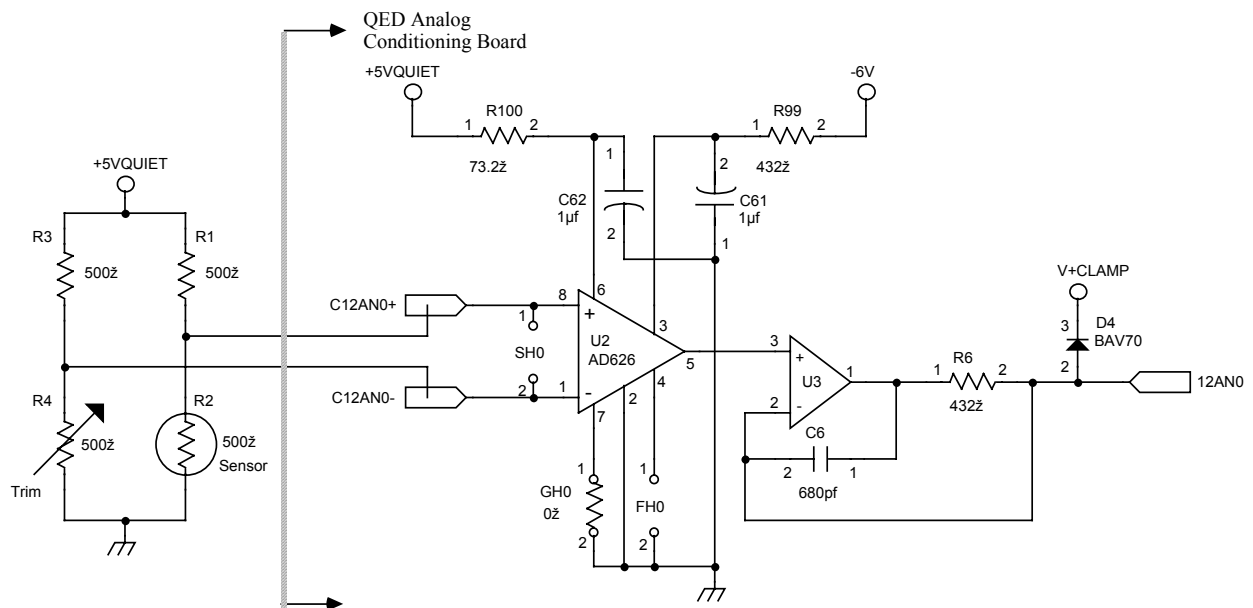 QED Analog
Conditioning Board
+5VQUIET
-6V
R100
1 2
73.2ž
R99
1 2
432ž
+5VQUIET
1
C62
1µf
2
2
C61
1µf
1
R3
500ž
R1
500ž
V+CLAMP
C12AN0+
8
6
+
U2
AD626
3
5
1
SH0
2
3
+
U3
1
R6
1 2
432ž
3
D4
BAV70
2
12AN0
C12AN0-
1
-
7
2
4
2
-
C6
2 1
680pf
R4
500ž
Trim
R2
500ž
Sensor
1
GH0
0ž
2
1
FH0
2